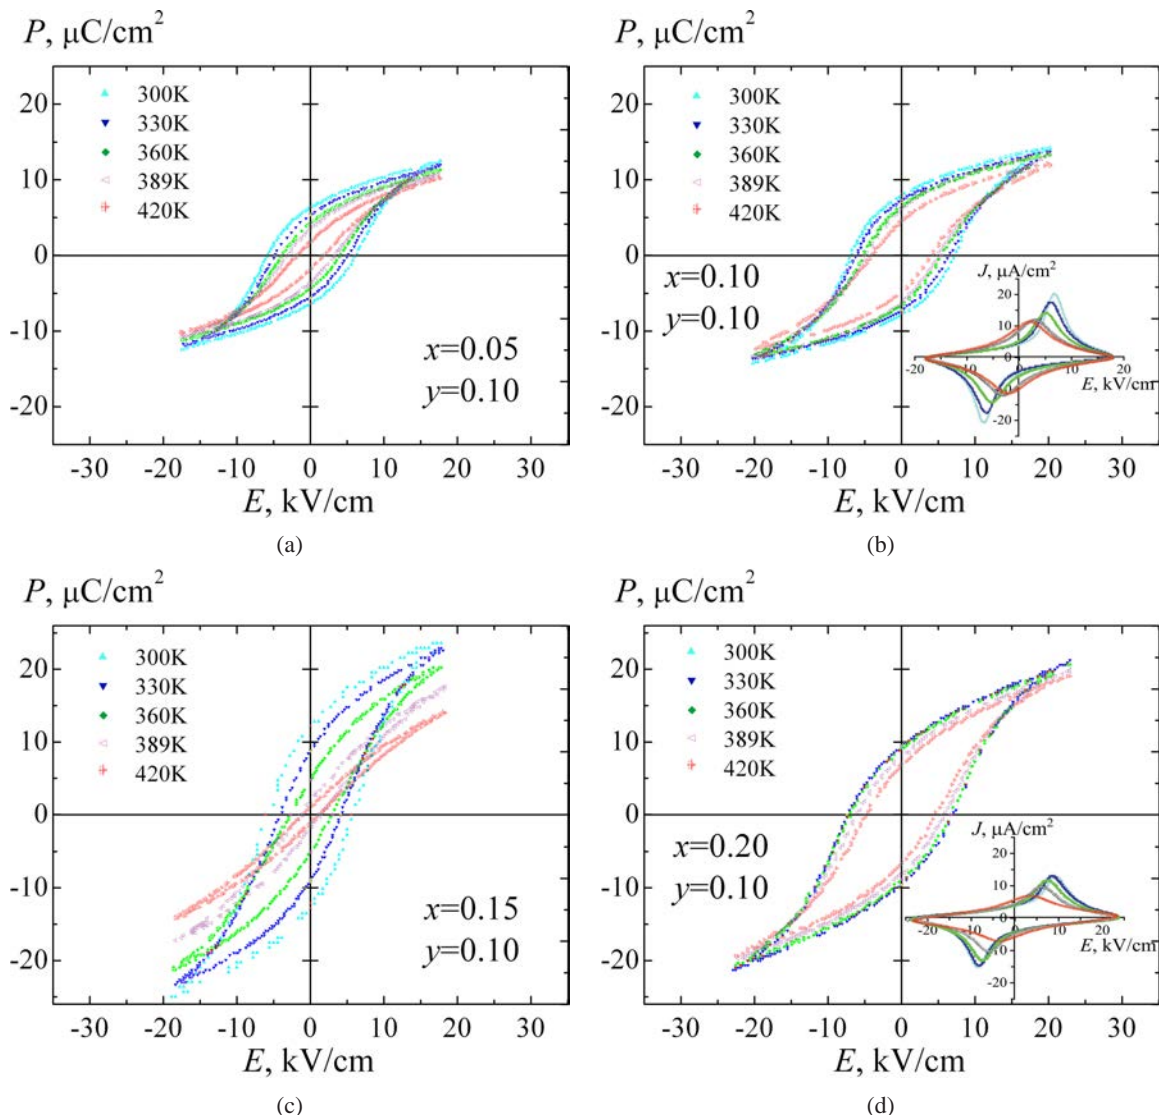 P, μC/cm²
20
10
0
-10
-20
300K
330K
360K
389K
420K
x=0.05
y=0.10
-30 -20 -10 0 10 20 30
E, kV/cm
(a)
P, μC/cm²
20
10
0
-10
-20
300K
330K
360K
389K
420K
x=0.10
y=0.10
J, μA/cm²
20
10
0
-10
-20
-20 -10 0 10 20
E, kV/cm
-30 -20 -10 0 10 20 30
E, kV/cm
(b)
P, μC/cm²
20
10
0
-10
-20
300K
330K
360K
389K
420K
x=0.15
y=0.10
-30 -20 -10 0 10 20 30
E, kV/cm
(c)
P, μC/cm²
20
10
0
-10
-20
300K
330K
360K
389K
420K
x=0.20
y=0.10
J, μA/cm²
20
10
0
-10
-20
-20 -10 0 10 20
E, kV/cm
-30 -20 -10 0 10 20 30
E, kV/cm
(d)